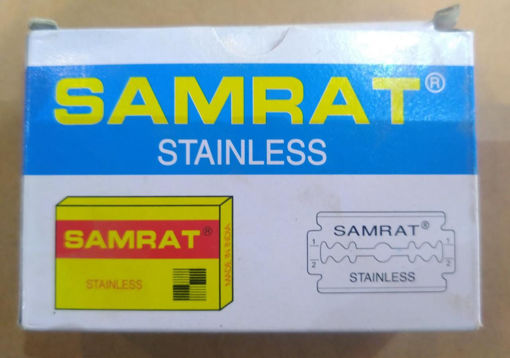 SAMRAT®
STAINLESS
SAMRAT®
STAINLESS
MADE IN INDIA
SAMRAT®
1 1
2 2
STAINLESS